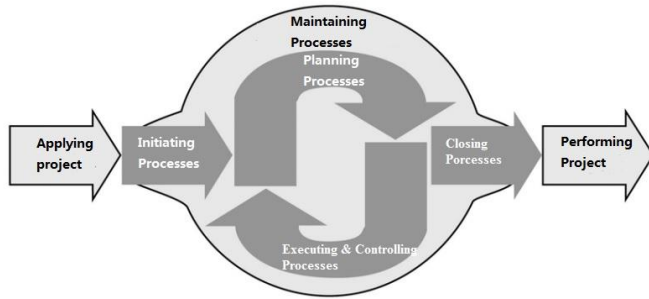 Maintaining
Processes
Planning
Processes
Applying
project
Initiating
Processes
Closing
Porcesses
Performing
Project
Executing & Controlling
Processes